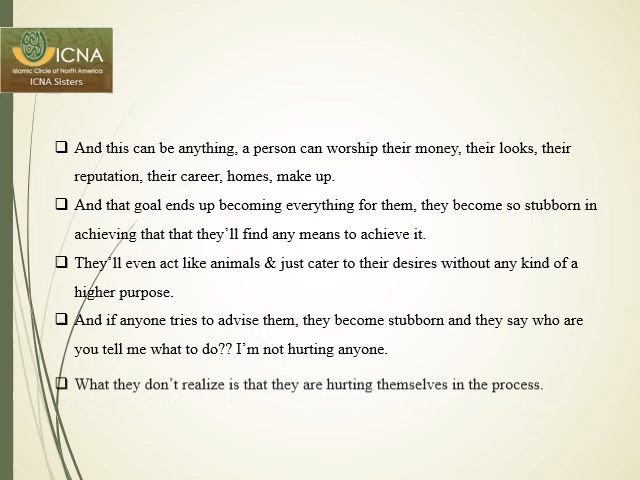 ICNA
Islamic Circle of North America
ICNA Sisters
And this can be anything, a person can worship their money, their looks, their
reputation, their career, homes, make up.
And that goal ends up becoming everything for them, they become so stubborn in
achieving that that they’ll find any means to achieve it.
They’ll even act like animals & just cater to their desires without any kind of a
higher purpose.
And if anyone tries to advise them, they become stubborn and they say who are
you tell me what to do?? I’m not hurting anyone.
What they don’t realize is that they are hurting themselves in the process.